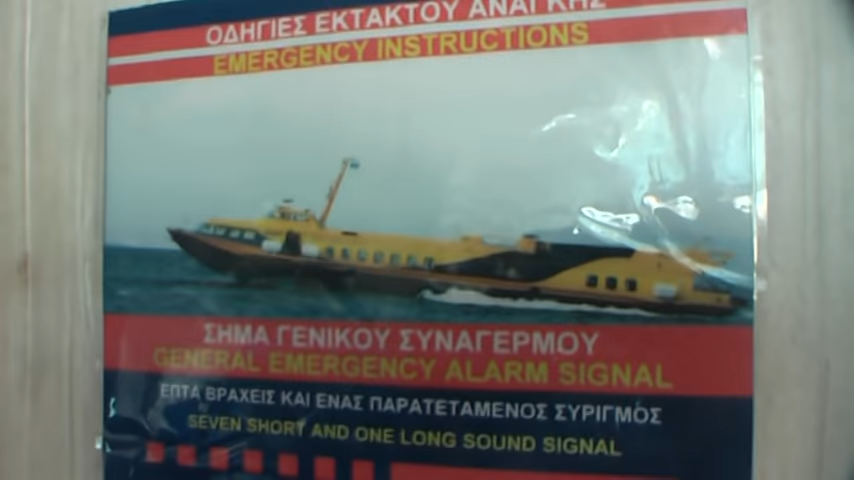 ΟΔΗΓΙΕΣ ΕΚΤΑΚΤΟΥ ΑΝΑΓΚΗΣ
EMERGENCY INSTRUCTIONS
ΣΗΜΑ ΓΕΝΙΚΟΥ ΣΥΝΑΓΕΡΜΟΥ
GENERAL EMERGENCY ALARM SIGNAL
ΕΠΤΑ ΒΡΑΧΕΙΣ ΚΑΙ ΕΝΑΣ ΠΑΡΑΤΕΤΑΜΕΝΟΣ ΣΥΡΙΓΜΟΣ
SEVEN SHORT AND ONE LONG SOUND SIGNAL